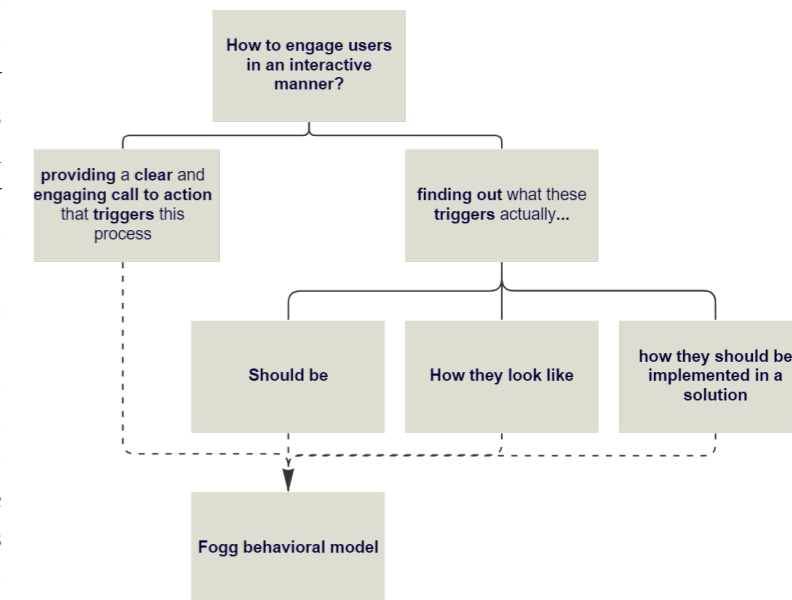 How to engage users
in an interactive
manner?
providing a clear and
engaging call to action
that triggers this
process
finding out what these
triggers actually...
Should be
How they look like
how they should be
implemented in a
solution
Fogg behavioral model